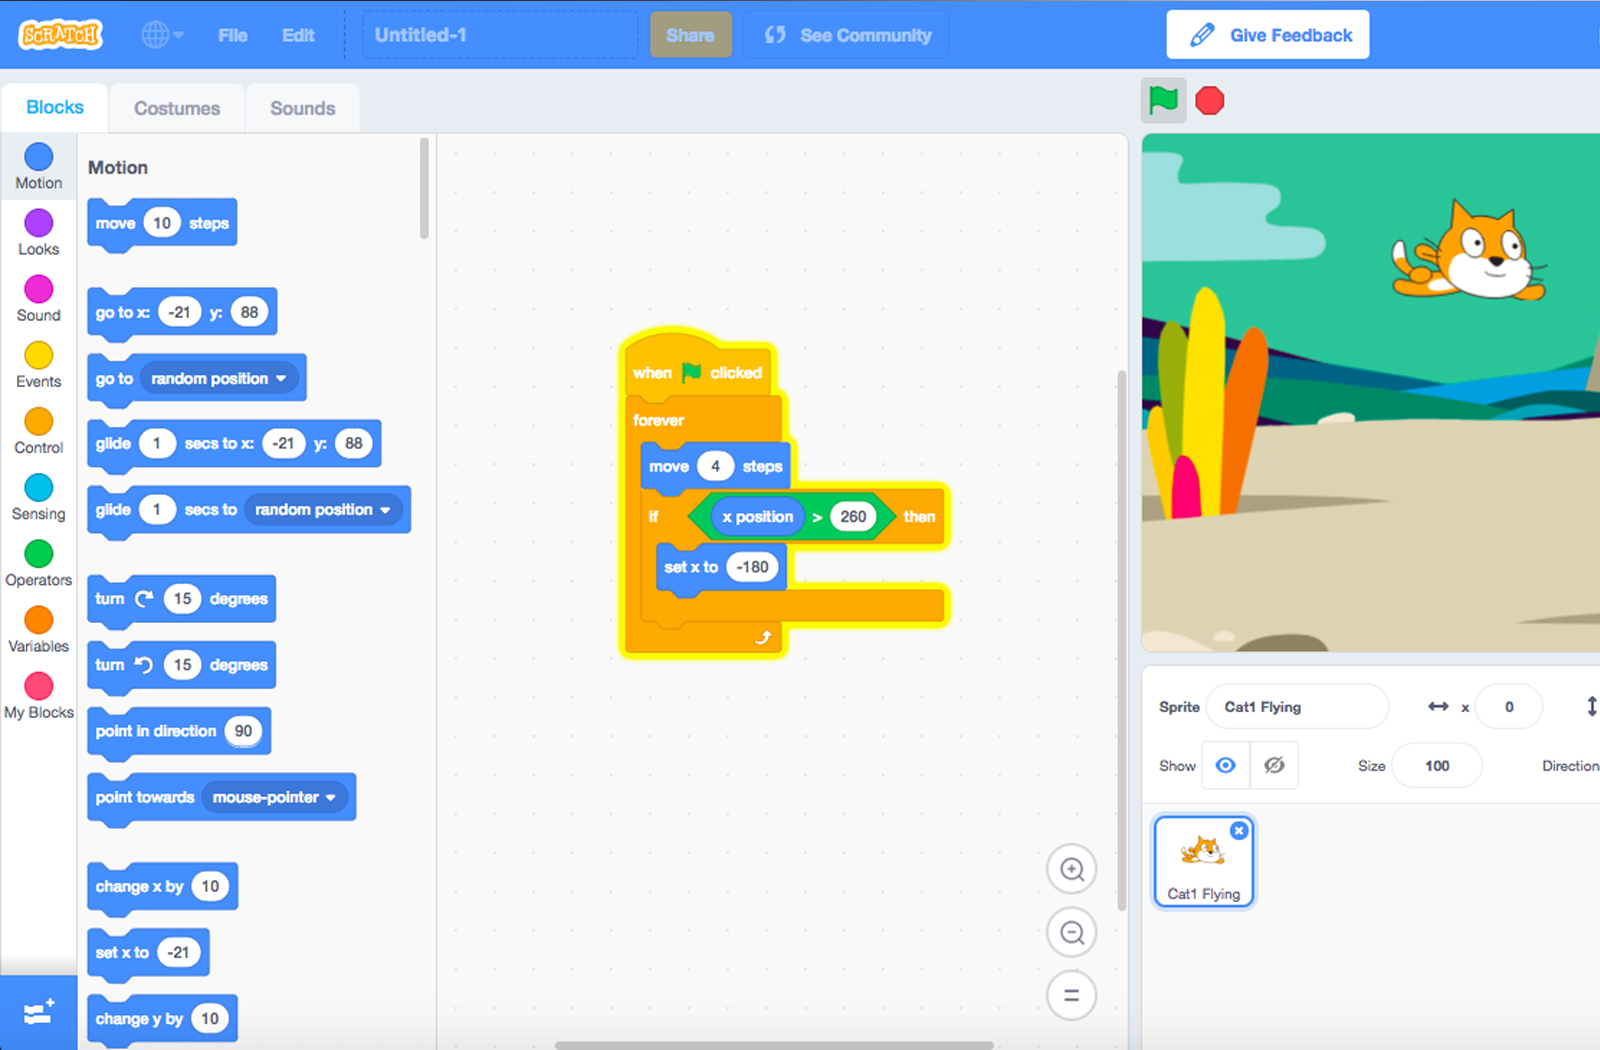 SCRATCH
File
Edit
Untitled-1
Share
See Community
Give Feedback
Blocks
Costumes
Sounds
Motion
Looks
Sound
Events
Control
Sensing
Operators
Variables
My Blocks
Motion
move 10 steps
go to x: -21 y: 88
go to random position
glide 1 secs to x: -21 y: 88
glide 1 secs to random position
turn 15 degrees
turn 15 degrees
point in direction 90
point towards mouse-pointer
change x by 10
set x to -21
change y by 10
when clicked
forever
move 4 steps
if x position > 260 then
set x to -180
Sprite Cat1 Flying x 0
Show Size 100 Direction
Cat1 Flying